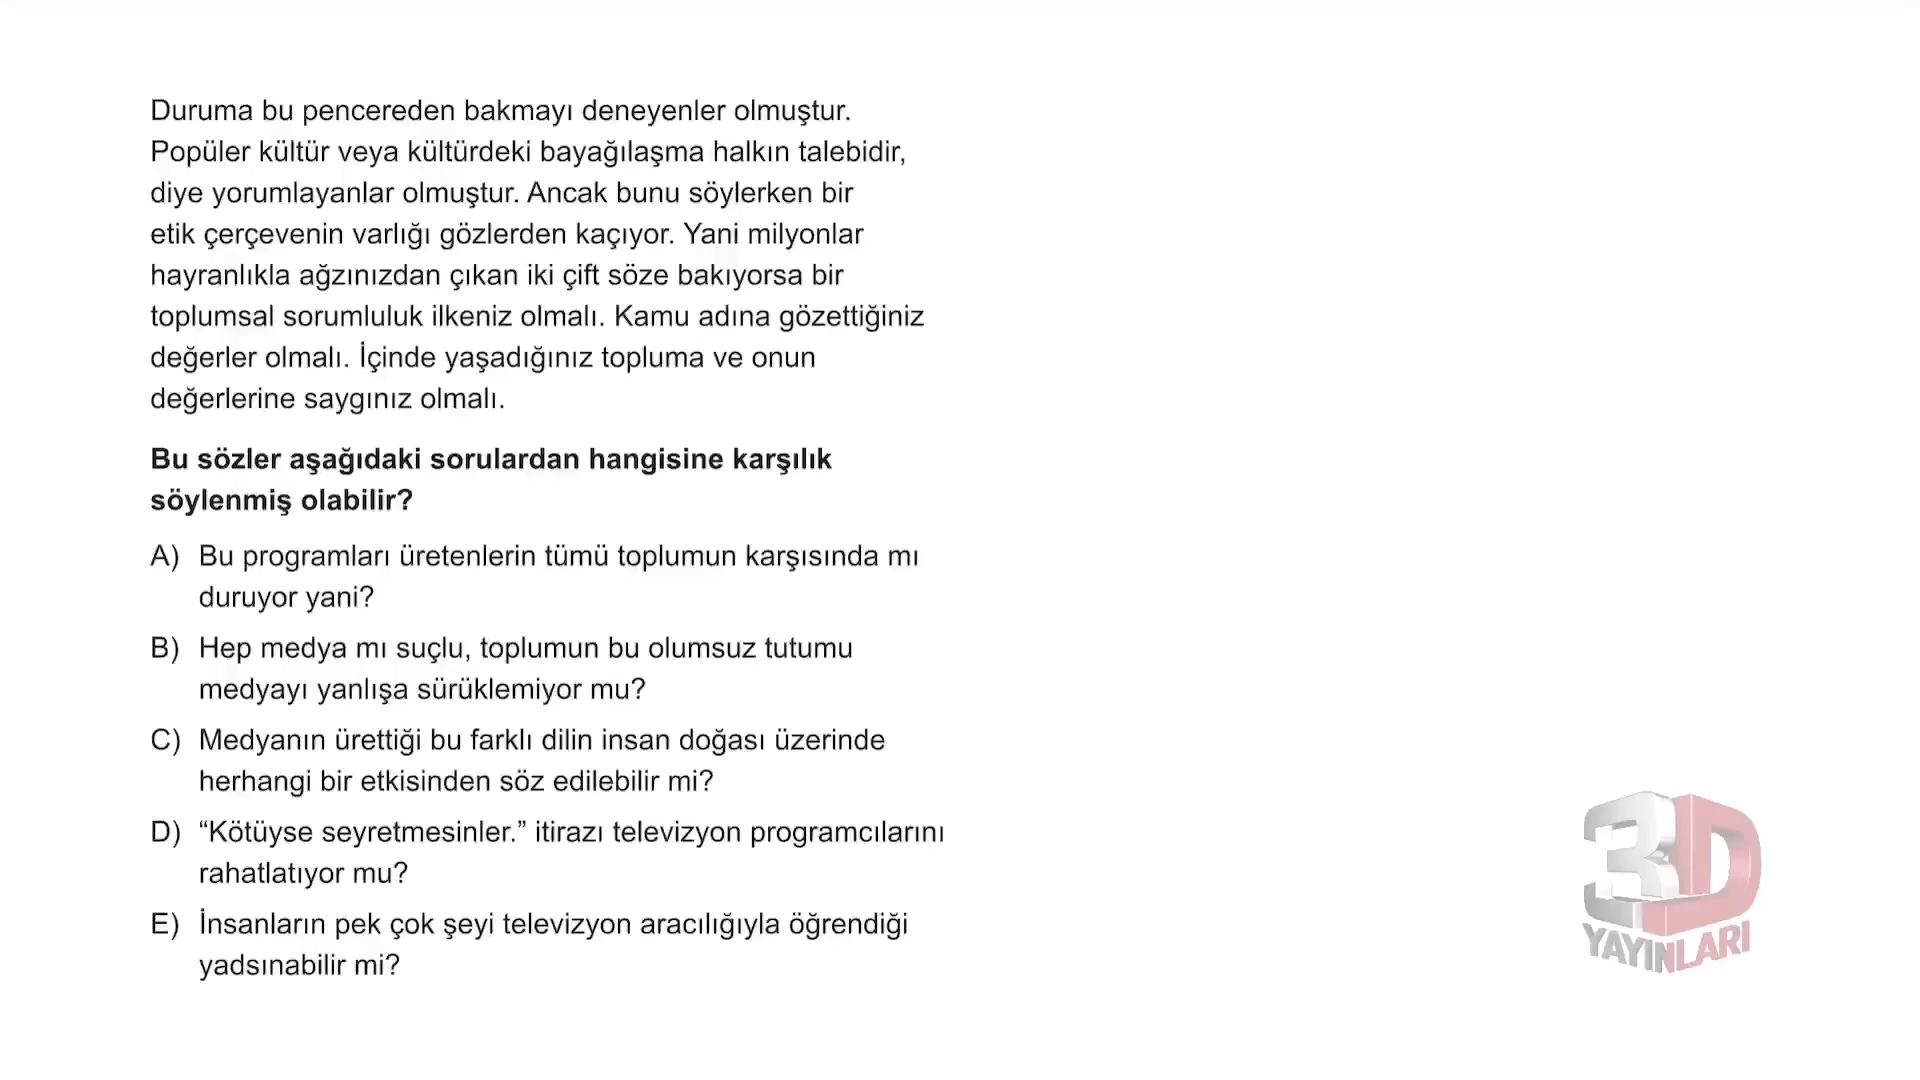 Duruma bu pencereden bakmayı deneyenler olmuştur.
Popüler kültür veya kültürdeki bayağılaşma halkın talebidir,
diye yorumlayanlar olmuştur. Ancak bunu söylerken bir
etik çerçevenin varlığı gözlerden kaçıyor. Yani milyonlar
hayranlıkla ağzınızdan çıkan iki çift söze bakıyorsa bir
toplumsal sorumluluk ilkeniz olmalı. Kamu adına gözettiğiniz
değerler olmalı. İçinde yaşadığınız topluma ve onun
değerlerine saygınız olmalı.
Bu sözler aşağıdaki sorulardan hangisine karşılık
söylenmiş olabilir?
A) Bu programları üretenlerin tümü toplumun karşısında mı
duruyor yani?
B) Hep medya mı suçlu, toplumun bu olumsuz tutumu
medyayı yanlışa sürüklemiyor mu?
C) Medyanın ürettiği bu farklı dilin insan doğası üzerinde
herhangi bir etkisinden söz edilebilir mi?
D) “Kötüyse seyretmesinler.” itirazı televizyon programcılarını
rahatlatıyor mu?
E) İnsanların pek çok şeyi televizyon aracılığıyla öğrendiği
yadsınabilir mi?
3D
YAYINLARI